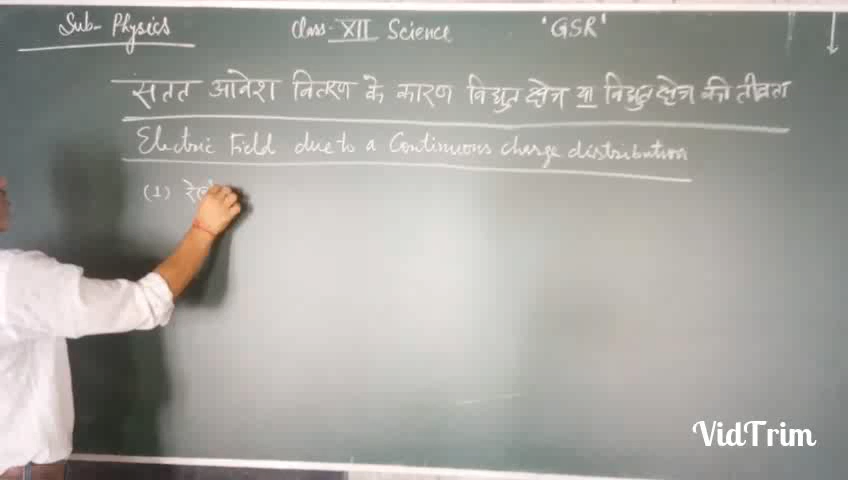 Sub- Physics Class- XII Science 'GSR'
सतत आवेश वितरण के कारण विद्युत क्षेत्र या विद्युत क्षेत्र की तीव्रता
Electric Field due to a Continuous charge distribution
(1)
VidTrim